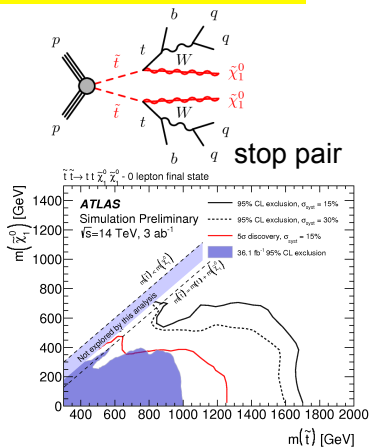 b
q
q
p
t
W
t̃
χ̃₁⁰
χ̃₁⁰
t̃
t
W
p
q
q
b
stop pair
t̃ t̃→ t t χ̃₁⁰ χ̃₁⁰ - 0 lepton final state
m(χ̃₁⁰) [GeV]
1400
1200
1000
800
600
400
200
0
ATLAS
Simulation Preliminary
√s=14 TeV, 3 ab⁻¹
95% CL exclusion, σsyst = 15%
95% CL exclusion, σsyst = 30%
5σ discovery, σsyst = 15%
36.1 fb⁻¹ 95% CL exclusion
m(t̃) < m(χ̃₁⁰)
Not explored by this analysis
400 600 800 1000 1200 1400 1600 1800 2000
m(t̃) [GeV]